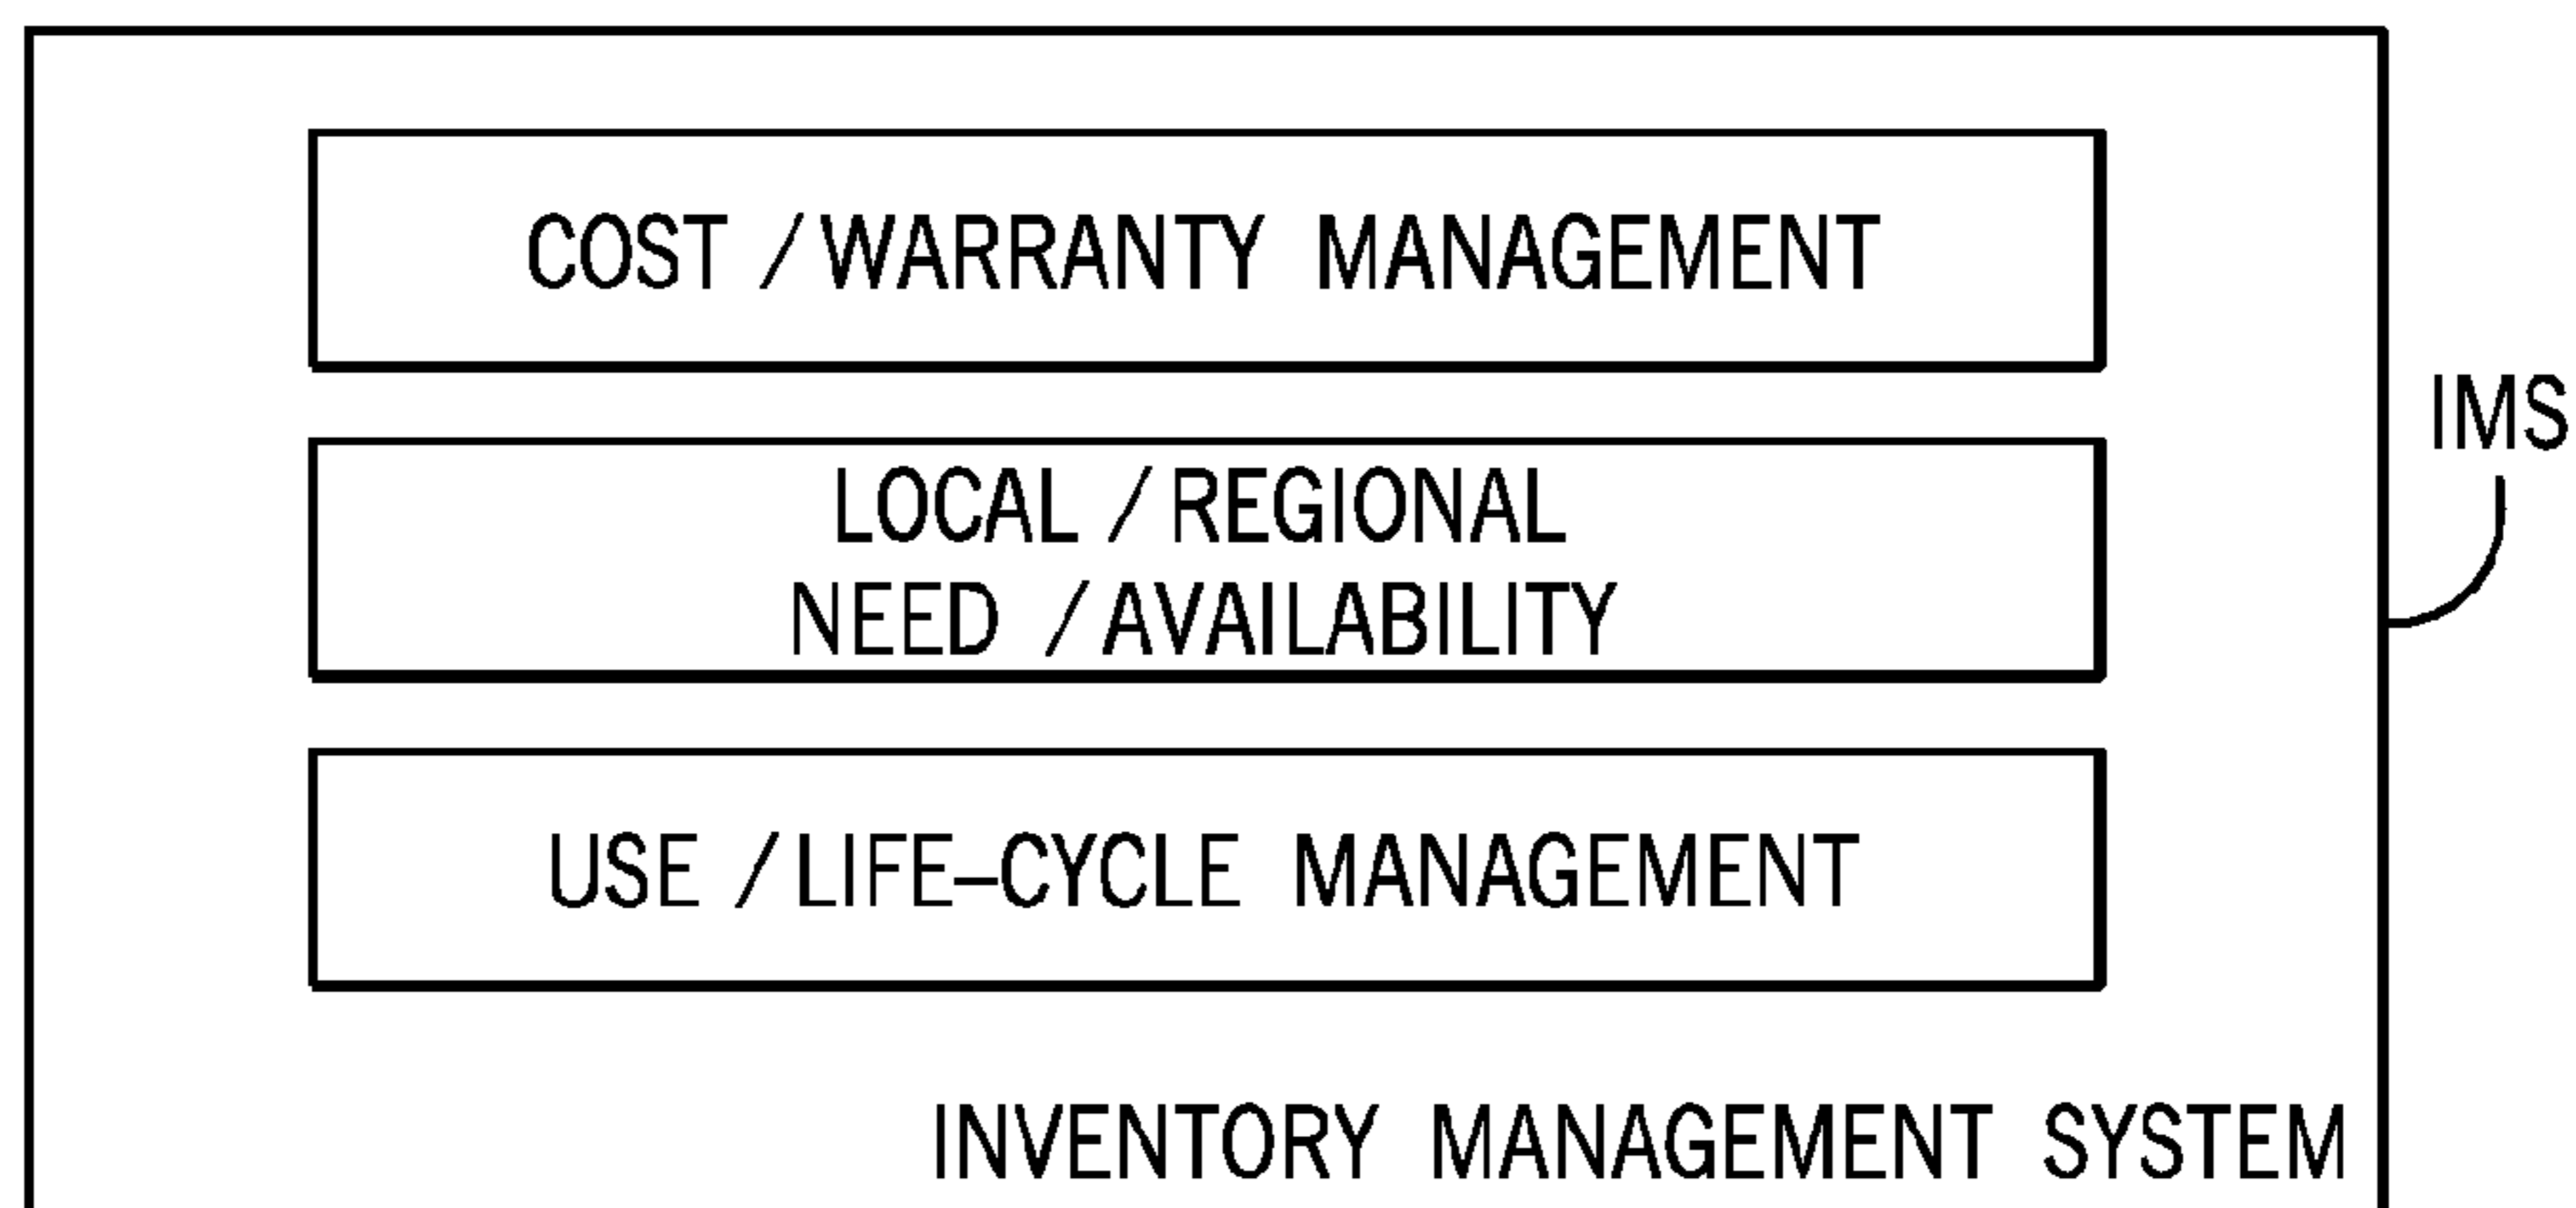 COST / WARRANTY MANAGEMENT
IMS
LOCAL / REGIONAL
NEED / AVAILABILITY
USE / LIFE–CYCLE MANAGEMENT
INVENTORY MANAGEMENT SYSTEM